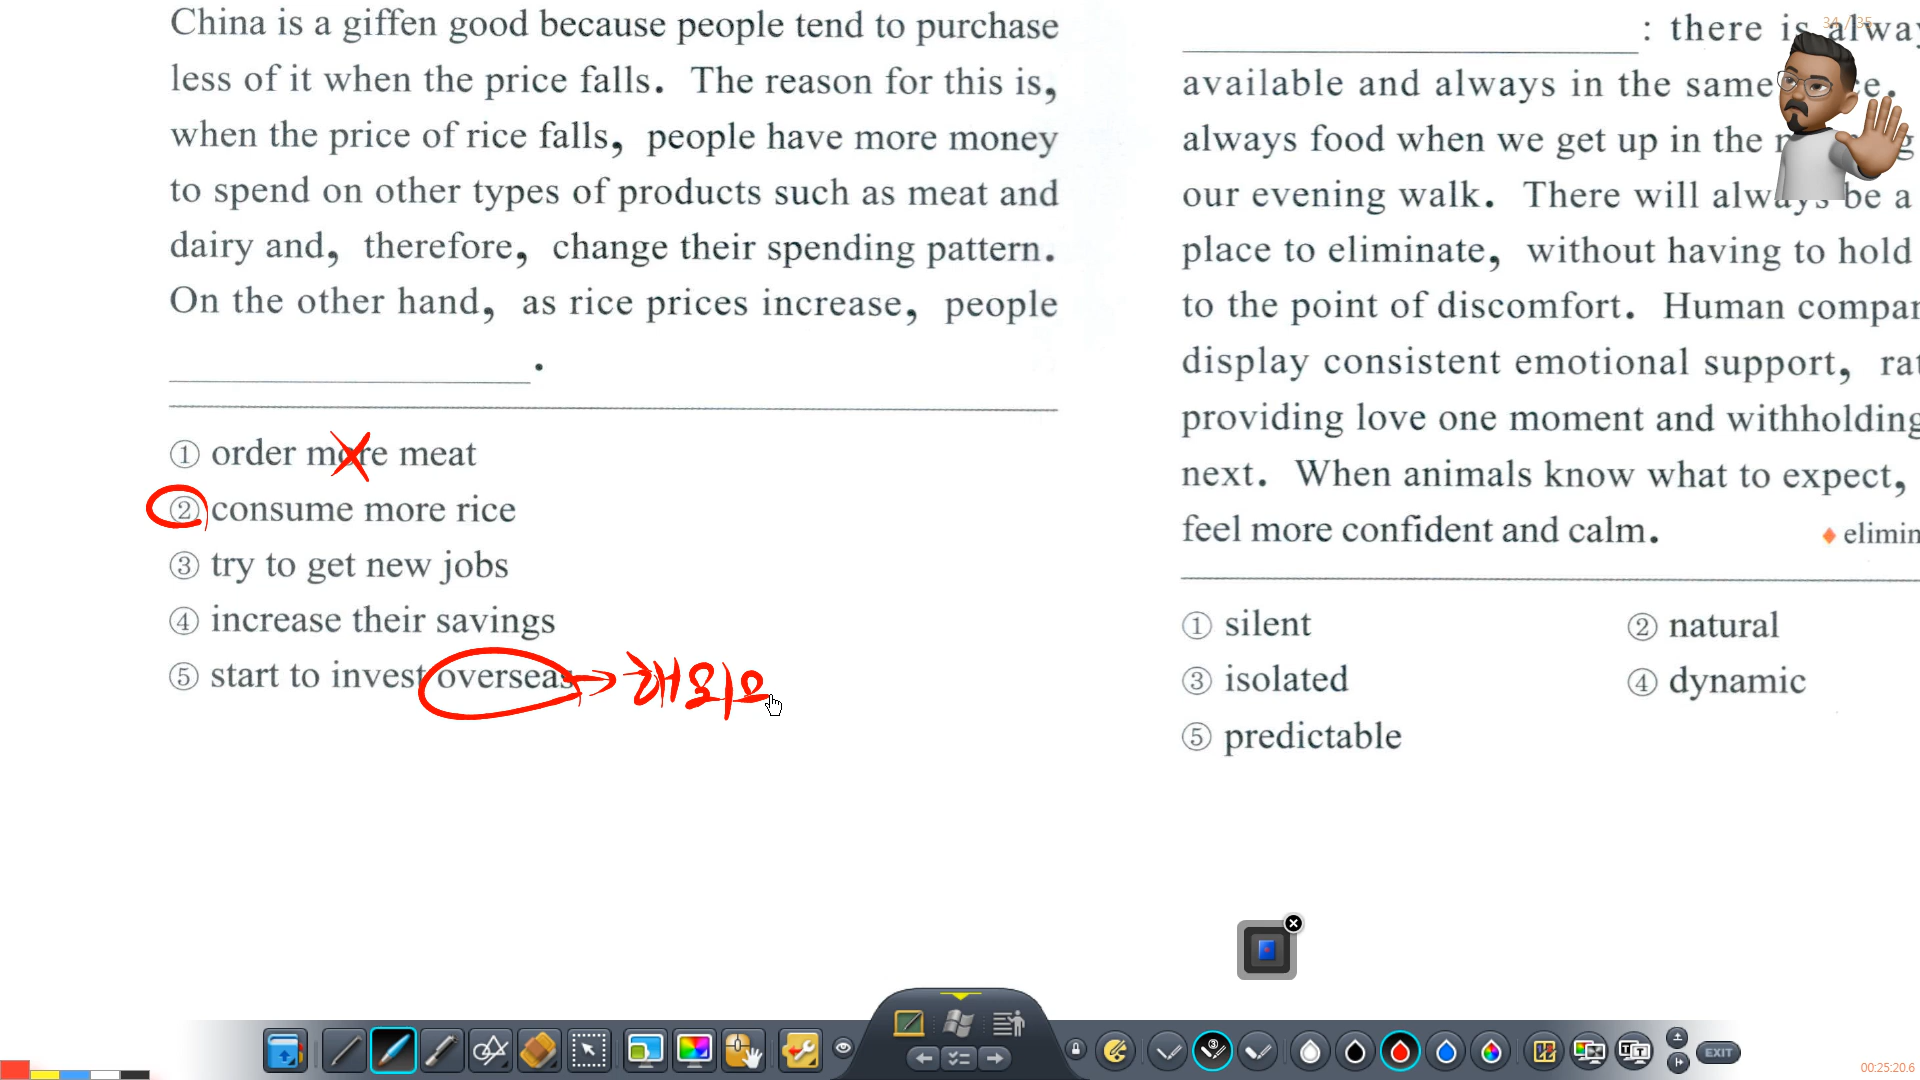 China is a giffen good because people tend to purchase
less of it when the price falls. The reason for this is,
when the price of rice falls, people have more money
to spend on other types of products such as meat and
dairy and, therefore, change their spending pattern.
On the other hand, as rice prices increase, people
.
① order more meat
② consume more rice
③ try to get new jobs
④ increase their savings
⑤ start to invest overseas → 해외
: there is alway
available and always in the same
always food when we get up in the
our evening walk. There will always be a
place to eliminate, without having to hold
to the point of discomfort. Human compan
display consistent emotional support, rat
providing love one moment and withholding
next. When animals know what to expect,
feel more confident and calm.
◆ elimin
① silent
② natural
③ isolated
④ dynamic
⑤ predictable
34 / 35
EXIT
00:25:20.6